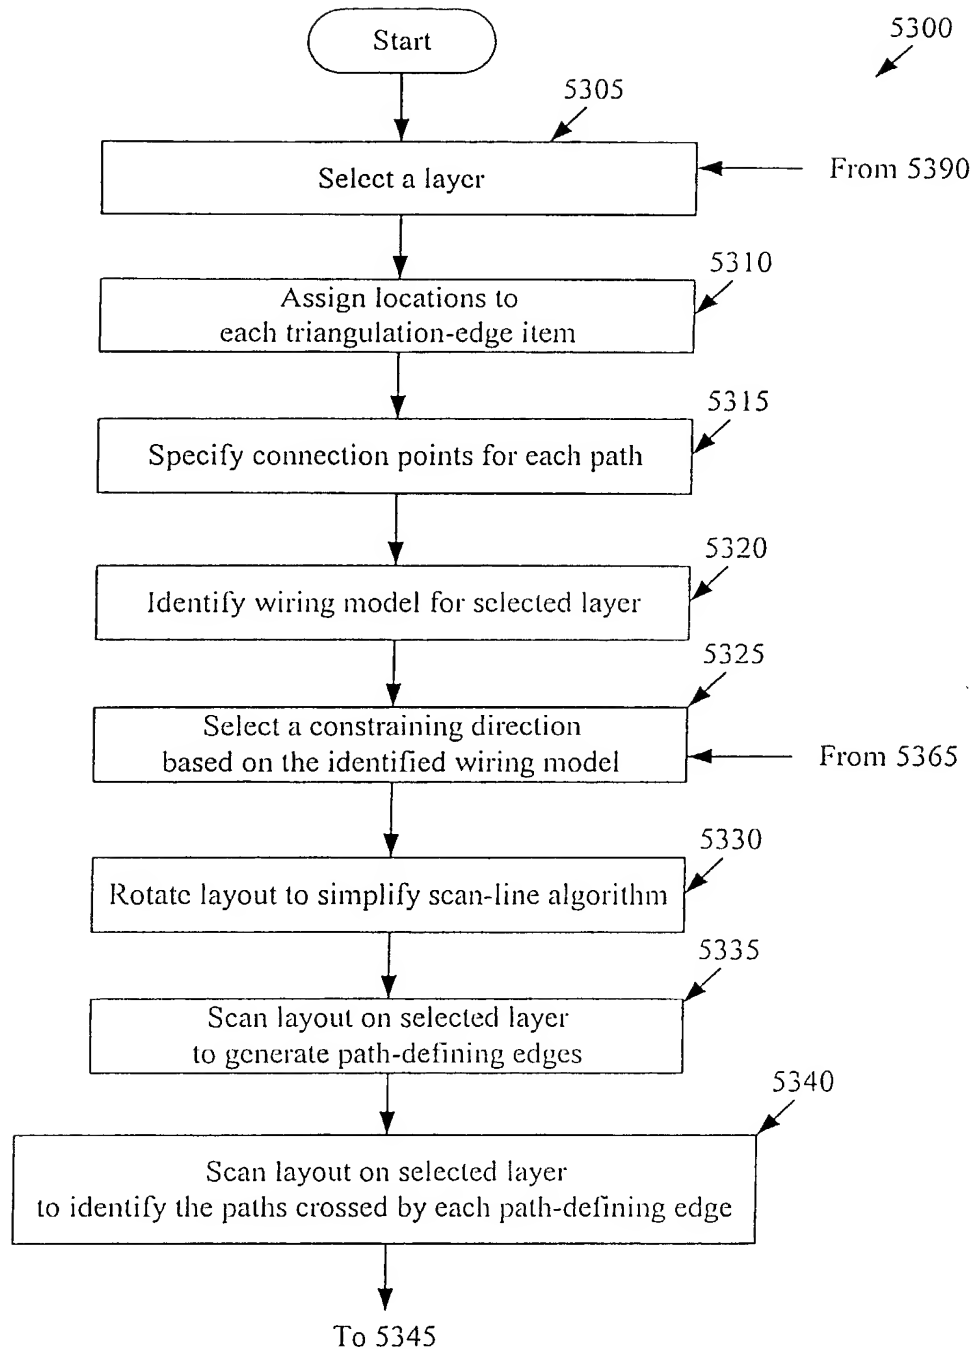 Start
5300
5305
Select a layer
From 5390
5310
Assign locations to
each triangulation-edge item
5315
Specify connection points for each path
5320
Identify wiring model for selected layer
5325
Select a constraining direction
based on the identified wiring model
From 5365
5330
Rotate layout to simplify scan-line algorithm
5335
Scan layout on selected layer
to generate path-defining edges
5340
Scan layout on selected layer
to identify the paths crossed by each path-defining edge
To 5345